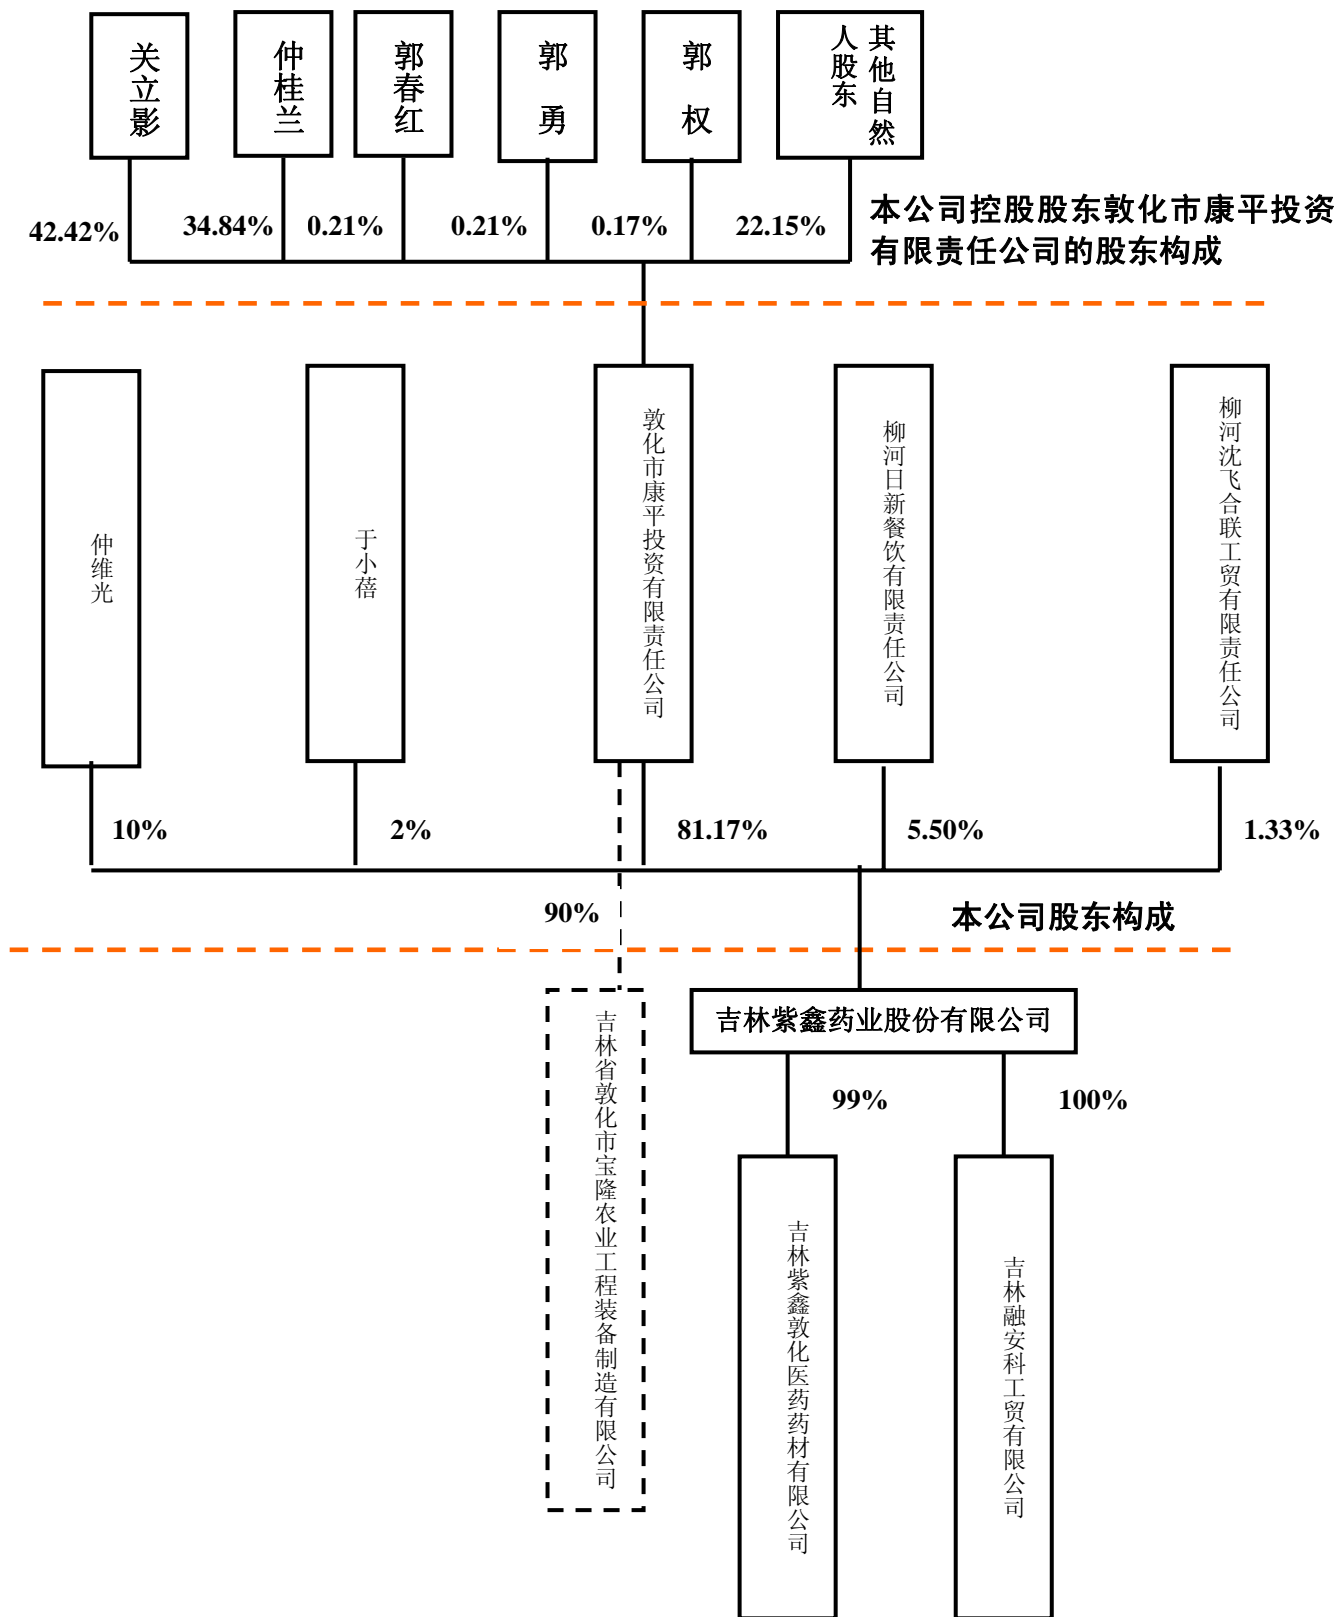 关立影
仲桂兰
郭春红
郭勇
郭权
其他自然
人股东
42.42%
34.84%
0.21%
0.21%
0.17%
22.15%
本公司控股股东敦化市康平投资
有限责任公司的股东构成
仲维光
于小蓓
敦化市康平投资有限责任公司
柳河日新餐饮有限责任公司
柳河沈飞合联工贸有限责任公司
10%
2%
81.17%
5.50%
1.33%
90%
本公司股东构成
吉林省敦化市宝隆农业工程装备制造有限公司
吉林紫鑫药业股份有限公司
99%
100%
吉林紫鑫敦化医药药材有限公司
吉林融安科工贸有限公司